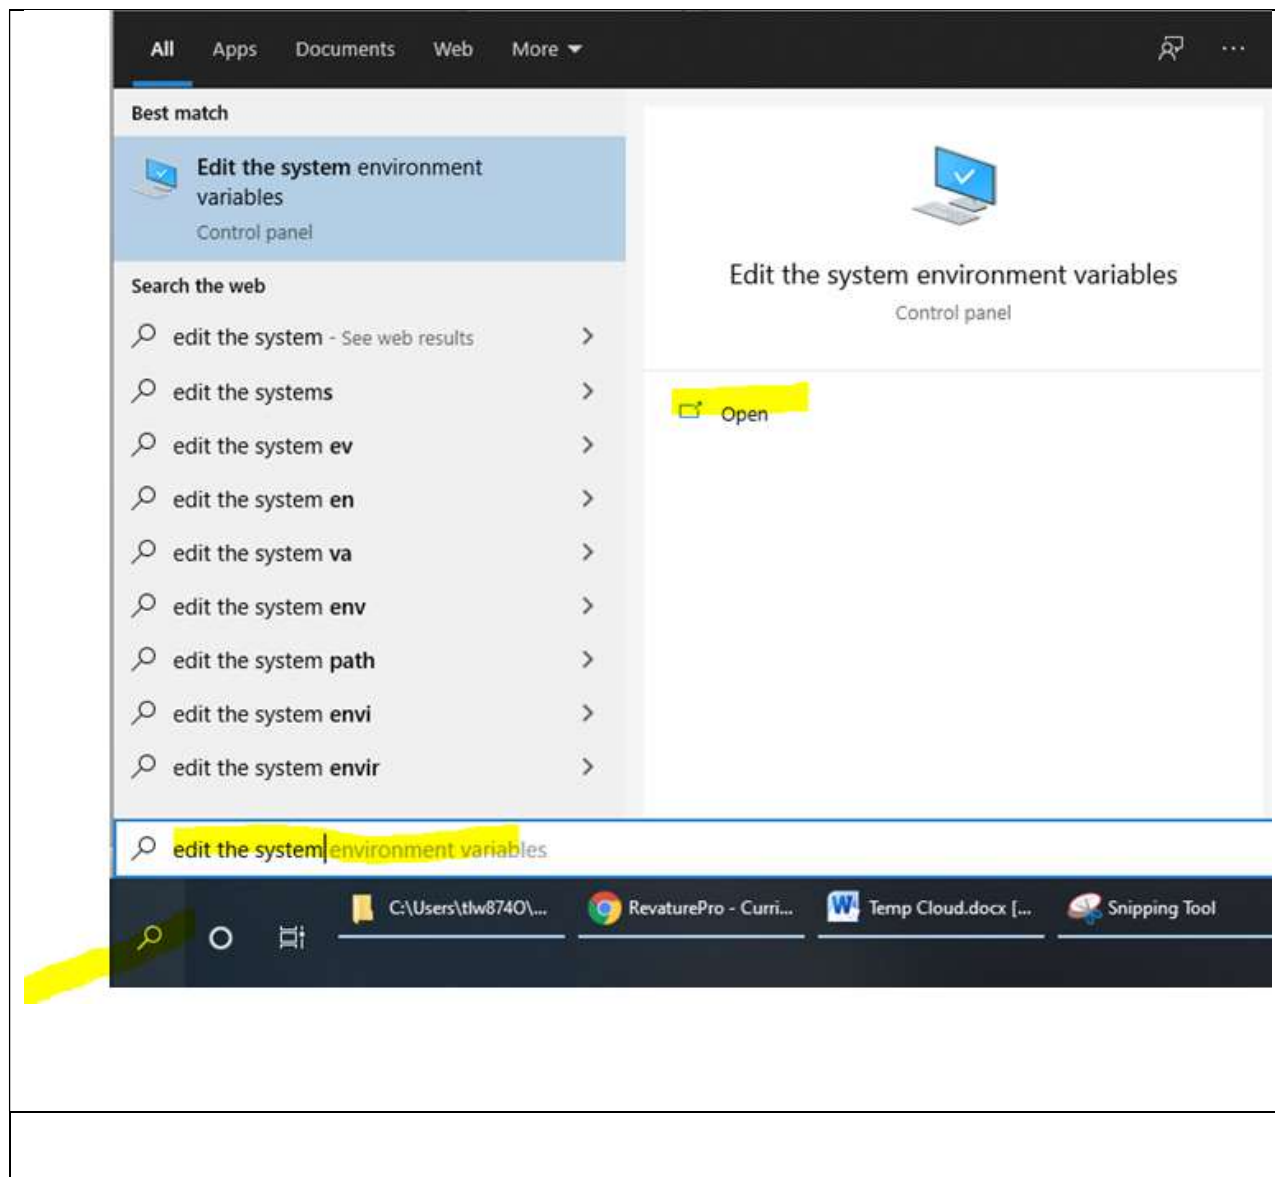 All Apps Documents Web More
Best match
Edit the system environment
variables
Control panel
Search the web
edit the system - See web results
edit the systems
edit the system ev
edit the system en
edit the system va
edit the system env
edit the system path
edit the system envi
edit the system envir
Edit the system environment variables
Control panel
Open
edit the system environment variables
C:\Users\tlw874O\... RevaturePro - Curri... Temp Cloud.docx [... Snipping Tool